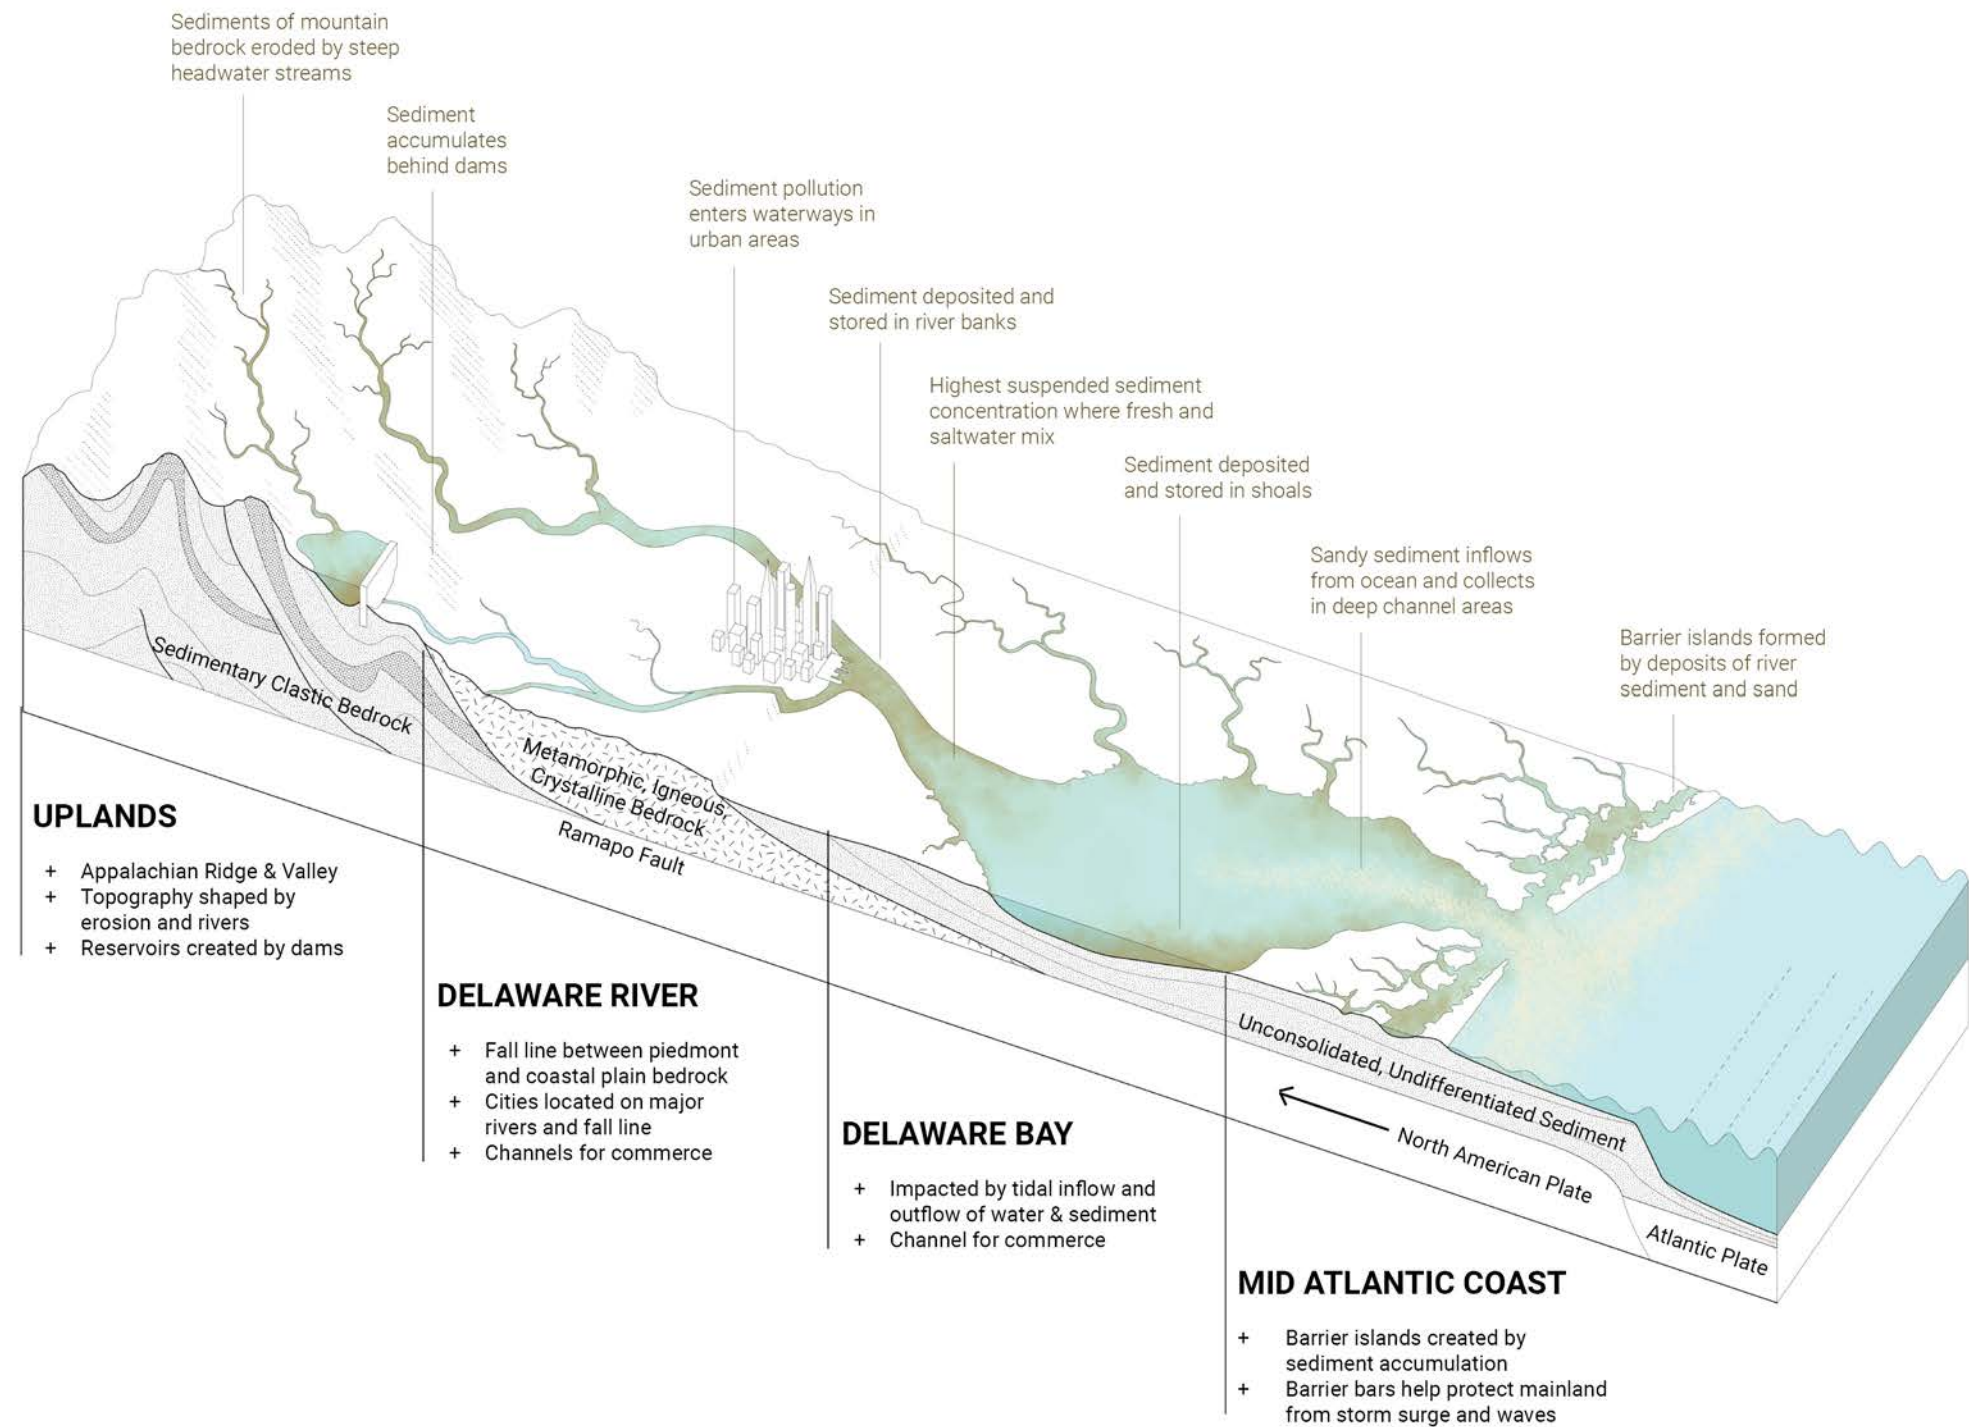 Sediments of mountain
bedrock eroded by steep
headwater streams
Sediment
accumulates
behind dams
Sediment pollution
enters waterways in
urban areas
Sediment deposited and
stored in river banks
Highest suspended sediment
concentration where fresh and
saltwater mix
Sediment deposited
and stored in shoals
Sandy sediment inflows
from ocean and collects
in deep channel areas
Barrier islands formed
by deposits of river
sediment and sand
Sedimentary Clastic Bedrock
Metamorphic, Igneous,
Crystalline Bedrock
Ramapo Fault
Unconsolidated, Undifferentiated Sediment
North American Plate
Atlantic Plate
UPLANDS
+ Appalachian Ridge & Valley
+ Topography shaped by
erosion and rivers
+ Reservoirs created by dams
DELAWARE RIVER
+ Fall line between piedmont
and coastal plain bedrock
+ Cities located on major
rivers and fall line
+ Channels for commerce
DELAWARE BAY
+ Impacted by tidal inflow and
outflow of water & sediment
+ Channel for commerce
MID ATLANTIC COAST
+ Barrier islands created by
sediment accumulation
+ Barrier bars help protect mainland
from storm surge and waves